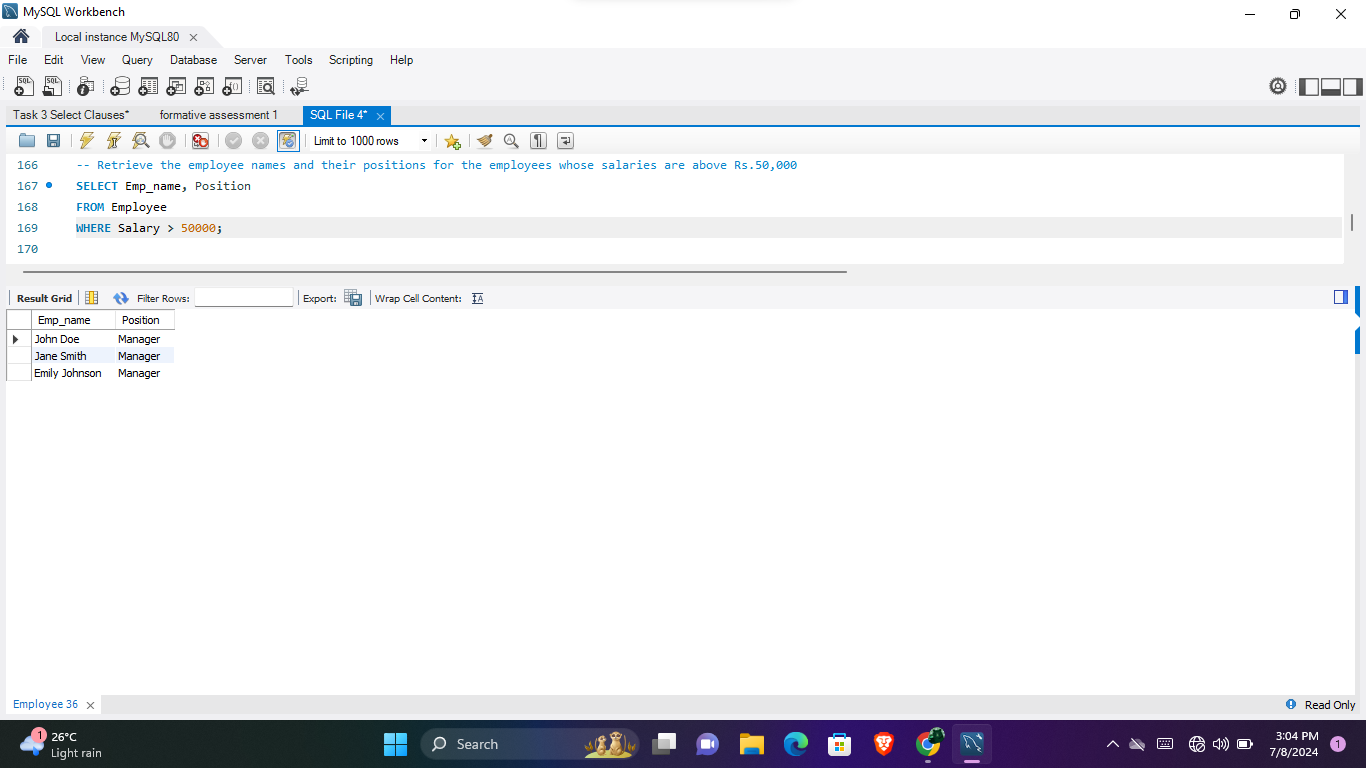 MySQL Workbench
Local instance MySQL80
File Edit View Query Database Server Tools Scripting Help
Task 3 Select Clauses* formative assessment 1 SQL File 4*
Limit to 1000 rows
166 -- Retrieve the employee names and their positions for the employees whose salaries are above Rs.50,000
167 SELECT Emp_name, Position
168 FROM Employee
169 WHERE Salary > 50000;
170
Result Grid Filter Rows: Export: Wrap Cell Content:
Emp_name Position
John Doe Manager
Jane Smith Manager
Emily Johnson Manager
Employee 36 Read Only
1 26°C
Light rain
Search
3:04 PM
7/8/2024
1